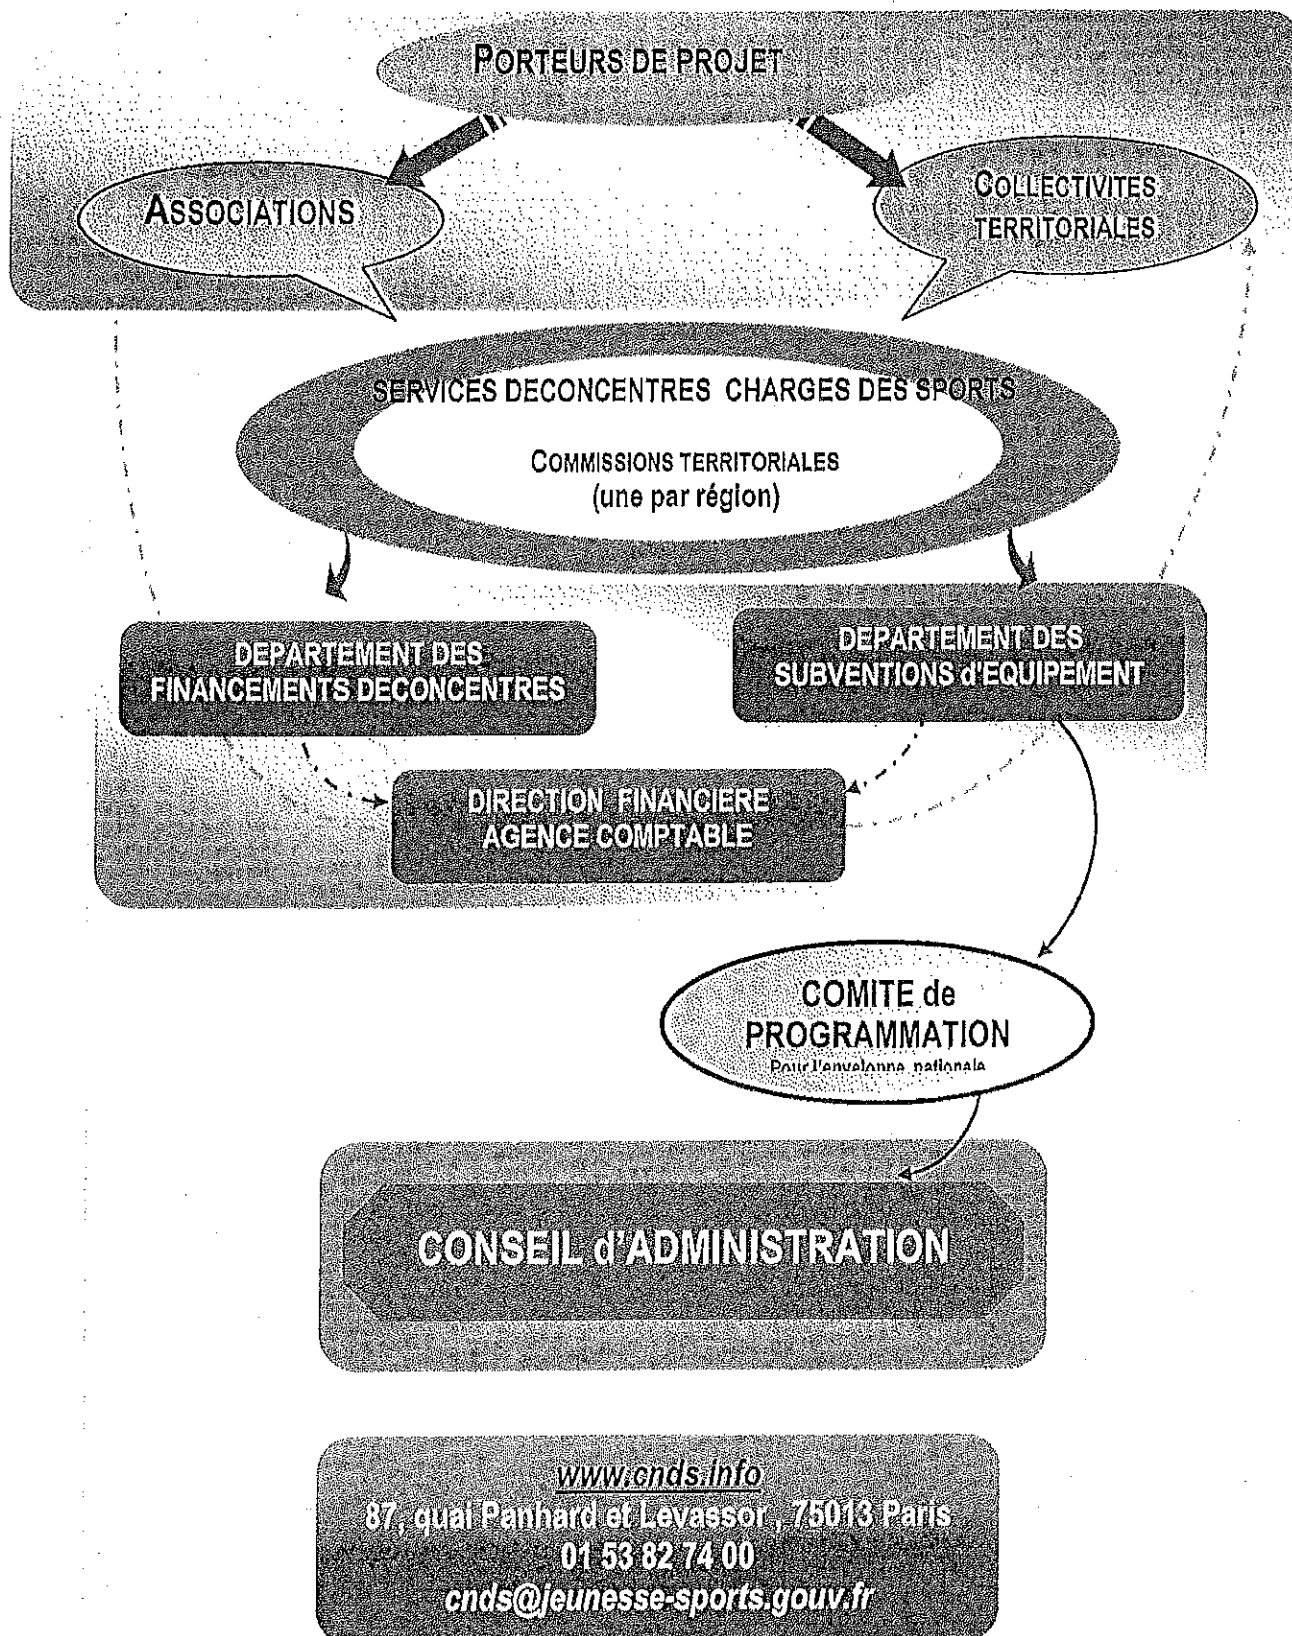 PORTEURS DE PROJET
ASSOCIATIONS
COLLECTIVITES
TERRITORIALES
SERVICES DECONCENTRES CHARGES DES SPORTS
COMMISSIONS TERRITORIALES
(une par région)
DEPARTEMENT DES
FINANCEMENTS DECONCENTRES
DEPARTEMENT DES
SUBVENTIONS d'EQUIPEMENT
DIRECTION FINANCIERE
AGENCE COMPTABLE
COMITE de
PROGRAMMATION
Pour l'enveloppe nationale
CONSEIL d'ADMINISTRATION
www.cnds.info
87, quai Panhard et Levassor , 75013 Paris
01 53 82 74 00
cnds@jeunesse-sports.gouv.fr